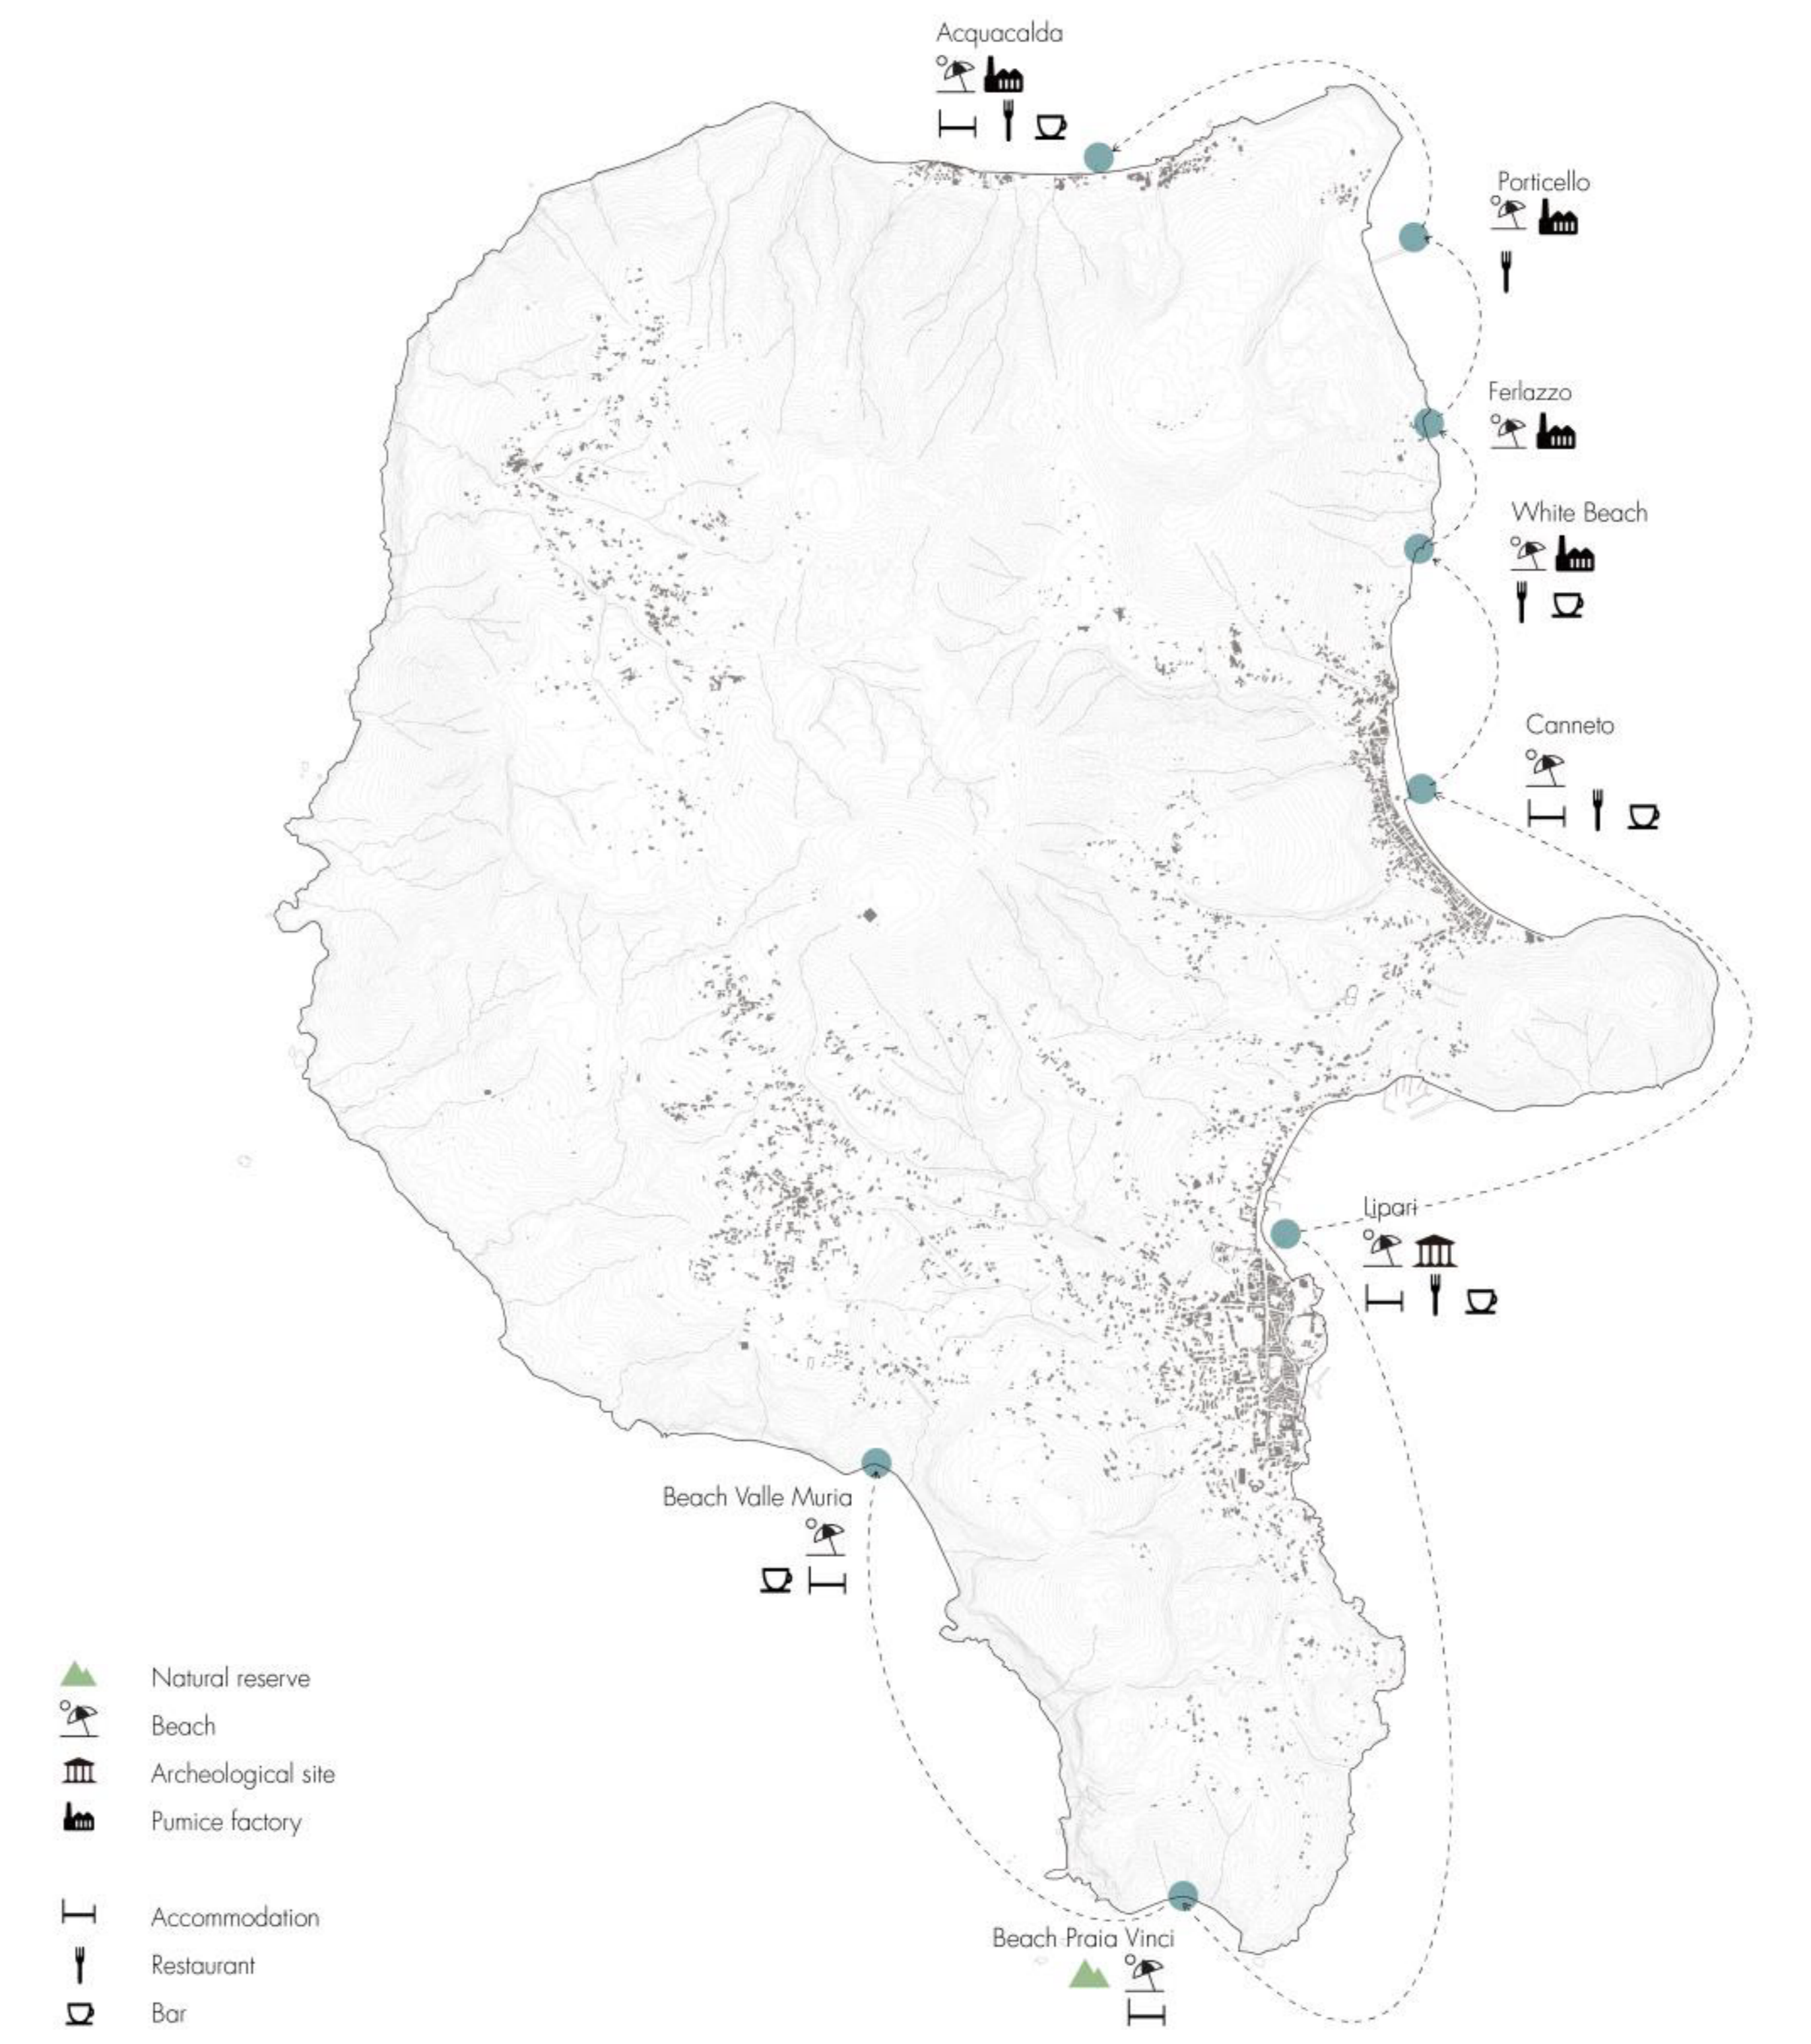 Acquacalda
Porticello
Ferlazzo
White Beach
Canneto
Lipari
Beach Valle Muria
Beach Praia Vinci
Natural reserve
Beach
Archeological site
Pumice factory
Accommodation
Restaurant
Bar